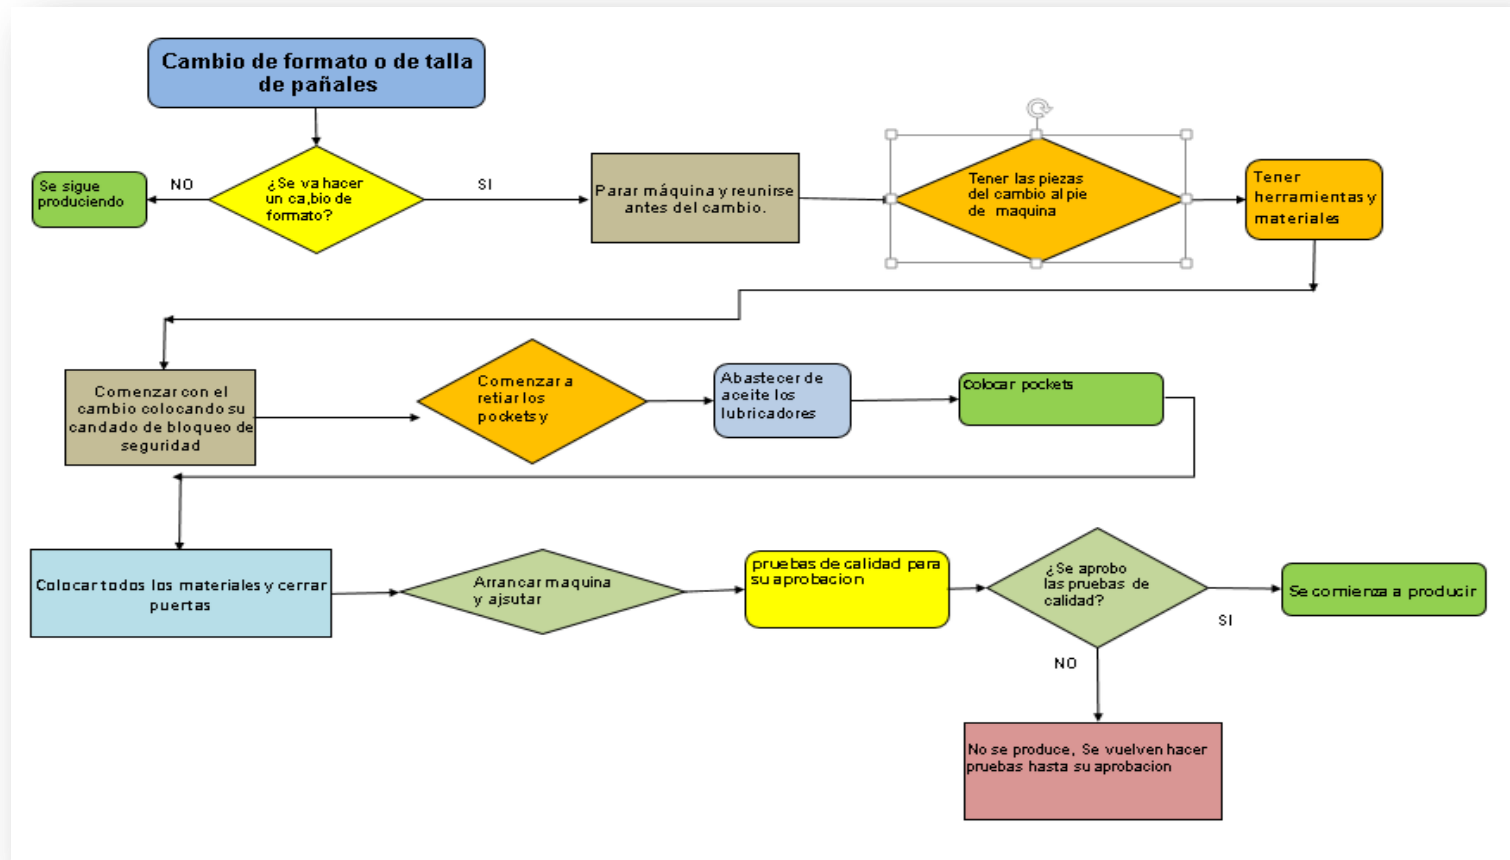 Cambio de formato o de talla
de pañales
Se sigue
produciendo
NO
¿Se va hacer
un ca,bio de
formato?
SI
Parar máquina y reunirse
antes del cambio.
Tener las piezas
del cambio al pie
de maquina
Tener
herramientas y
materiales
Comenzar con el
cambio colocando su
candado de bloqueo de
seguridad
Comenzar a
retiar los
pockets y
Abastecer de
aceite los
lubricadores
Colocar pockets
Colocar todos los materiales y cerrar
puertas
Arrancar maquina
y ajsutar
pruebas de calidad para
su aprobacion
¿Se aprobo
las pruebas de
calidad?
SI
Se comienza a producir
NO
No se produce, Se vuelven hacer
pruebas hasta su aprobacion